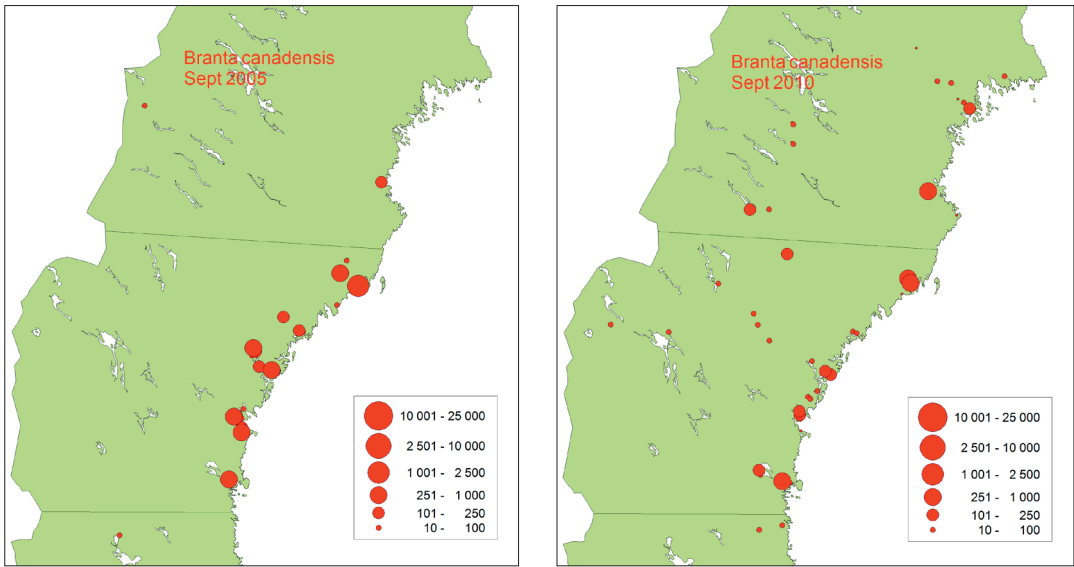 Branta canadensis
Sept 2005
10 001 - 25 000
2 501 - 10 000
1 001 - 2 500
251 - 1 000
101 - 250
10 - 100
Branta canadensis
Sept 2010
10 001 - 25 000
2 501 - 10 000
1 001 - 2 500
251 - 1 000
101 - 250
10 - 100